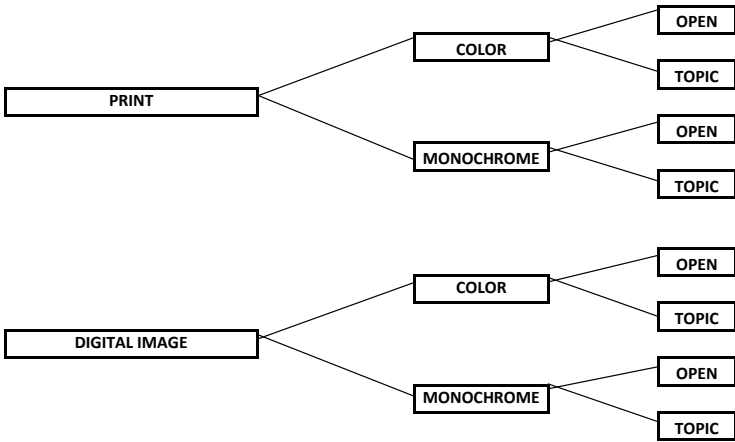 OPEN
COLOR
TOPIC
PRINT
OPEN
MONOCHROME
TOPIC
OPEN
COLOR
TOPIC
DIGITAL IMAGE
OPEN
MONOCHROME
TOPIC